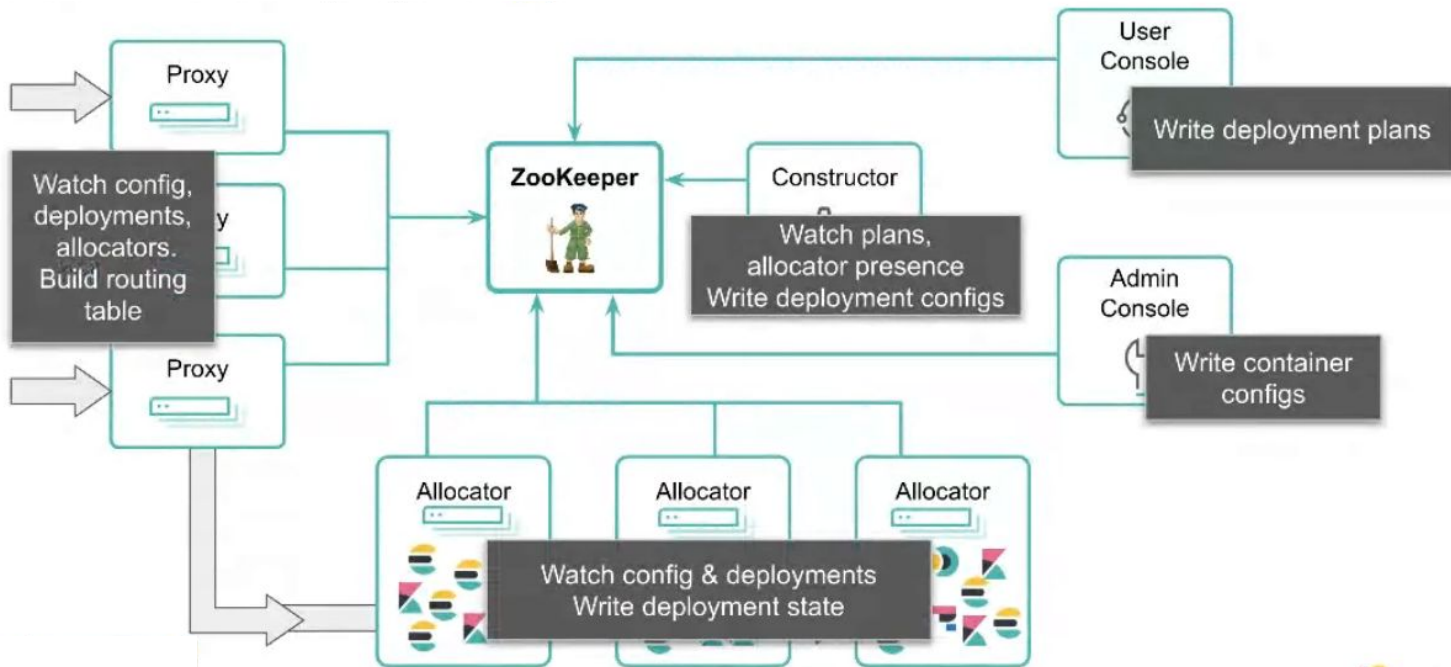 Proxy
Watch config,
deployments,
allocators.
Build routing
table
y
Proxy
ZooKeeper
Constructor
Watch plans,
allocator presence
Write deployment configs
User
Console
Write deployment plans
Admin
Console
Write container
configs
Allocator
Allocator
Allocator
Watch config & deployments
Write deployment state